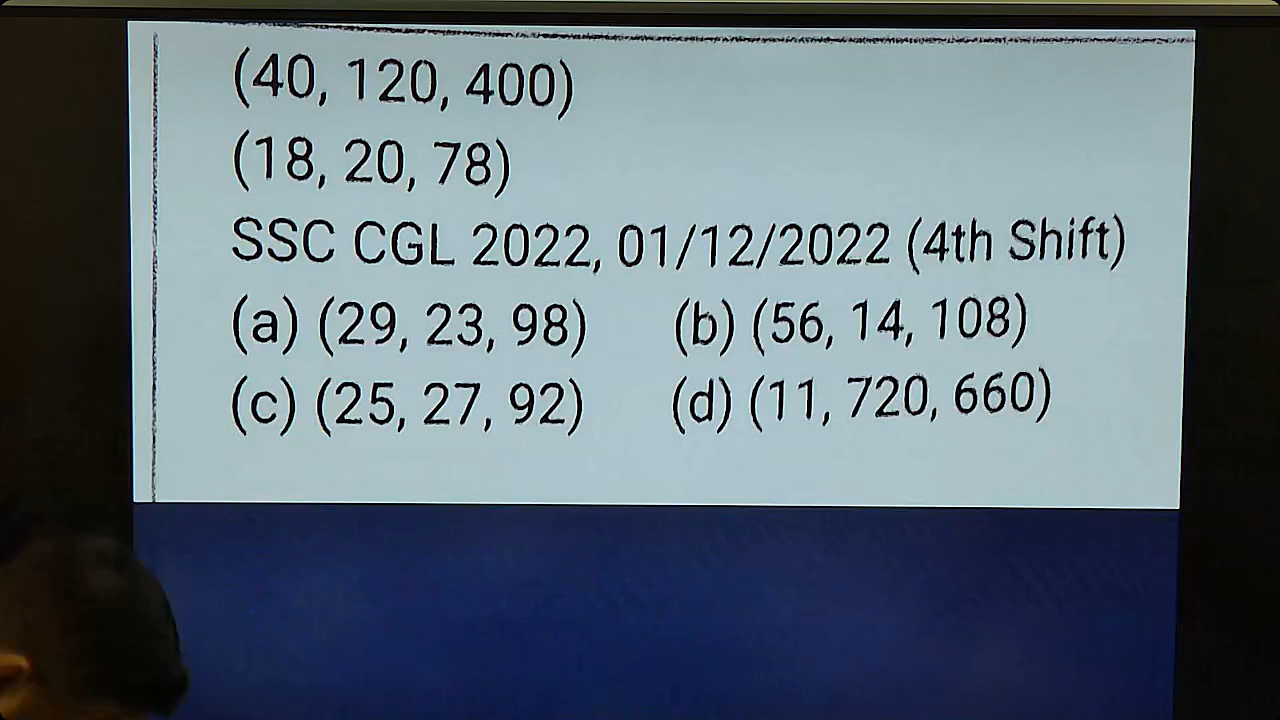 (40, 120, 400)
(18, 20, 78)
SSC CGL 2022, 01/12/2022 (4th Shift)
(a) (29, 23, 98) (b) (56, 14, 108)
(c) (25, 27, 92) (d) (11, 720, 660)